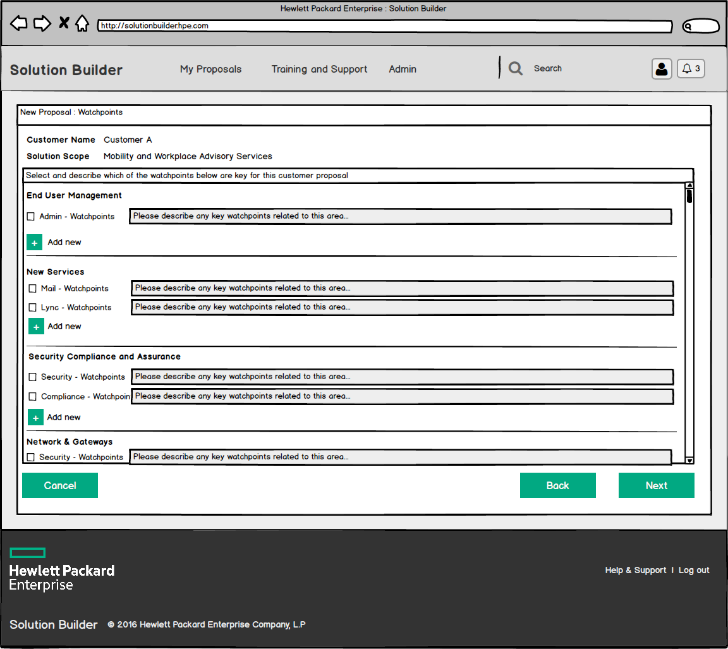 Hewlett Packard Enterprise : Solution Builder
http://solutionbuilderhpe.com
Solution Builder My Proposals Training and Support Admin Search 3
New Proposal : Watchpoints
Customer Name Customer A
Solution Scope Mobility and Workplace Advisory Services
Select and describe which of the watchpoints below are key for this customer proposal
End User Management
Admin - Watchpoints Please describe any key watchpoints related to this area...
+ Add new
New Services
Mail - Watchpoints Please describe any key watchpoints related to this area...
Lync - Watchpoints Please describe any key watchpoints related to this area...
+ Add new
Security Compliance and Assurance
Security - Watchpoints Please describe any key watchpoints related to this area...
Compliance - Watchpoin Please describe any key watchpoints related to this area...
+ Add new
Network & Gateways
Security - Watchpoints Please describe any key watchpoints related to this area...
Cancel Back Next
Hewlett Packard
Enterprise
Help & Support | Log out
Solution Builder © 2016 Hewlett Packard Enterprise Company, L.P